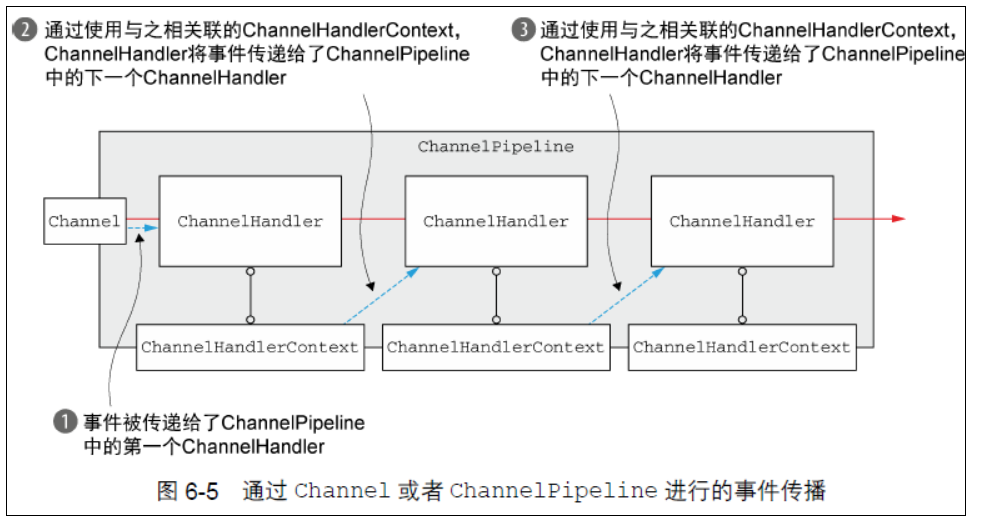 2 通过使用与之相关联的ChannelHandlerContext,
ChannelHandler将事件传递给了ChannelPipeline
中的下一个ChannelHandler
3 通过使用与之相关联的ChannelHandlerContext,
ChannelHandler将事件传递给了ChannelPipeline
中的下一个ChannelHandler
ChannelPipeline
Channel
ChannelHandler
ChannelHandler
ChannelHandler
ChannelHandlerContext
ChannelHandlerContext
ChannelHandlerContext
1 事件被传递给了ChannelPipeline
中的第一个ChannelHandler
图 6-5 通过 Channel 或者 ChannelPipeline 进行的事件传播